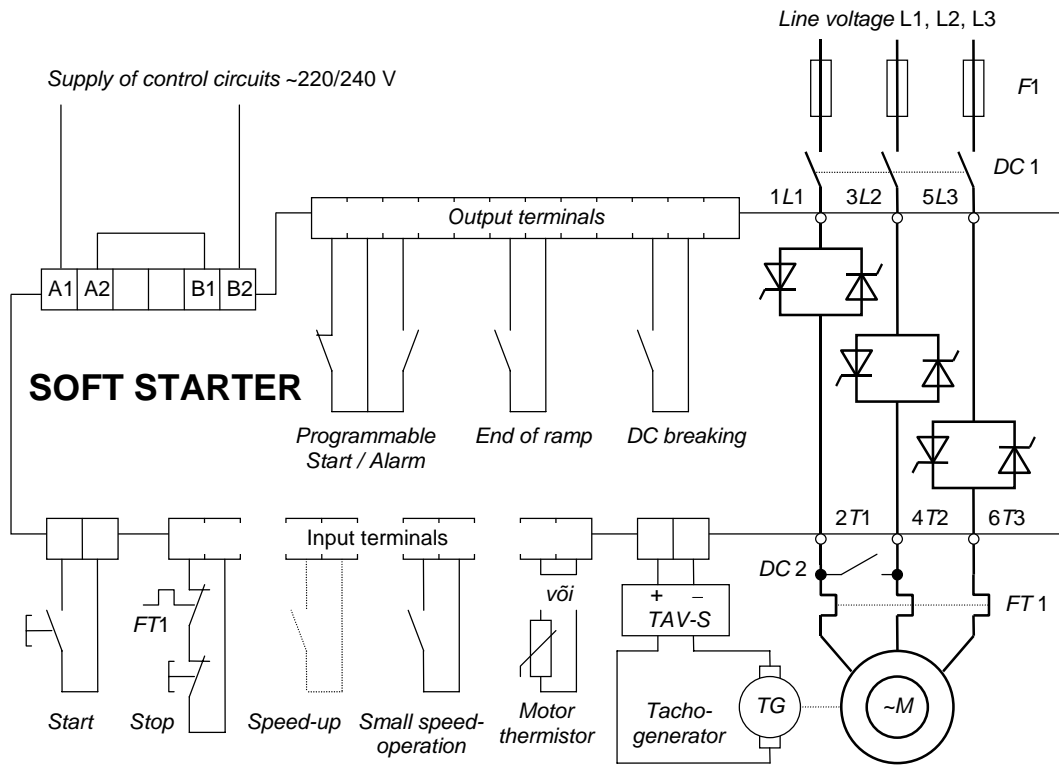 Line voltage L1, L2, L3
Supply of control circuits ~220/240 V
F1
DC 1
1L1 3L2 5L3
Output terminals
A1 A2 B1 B2
SOFT STARTER
Programmable
Start / Alarm
End of ramp
DC breaking
2T1 4T2 6T3
Input terminals
DC 2
või
+ –
TAV-S
FT1
FT 1
TG
~M
Start
Stop
Speed-up
Small speed-
operation
Motor
thermistor
Tacho-
generator